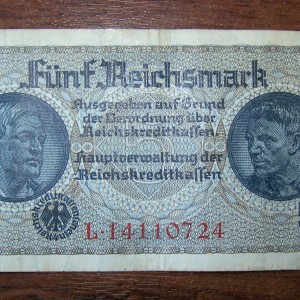 Fünf Reichsmark
Ausgegeben auf Grund
der Verordnung über
Reichskreditkassen.
Hauptverwaltung der
Reichskreditkassen
L·14110724